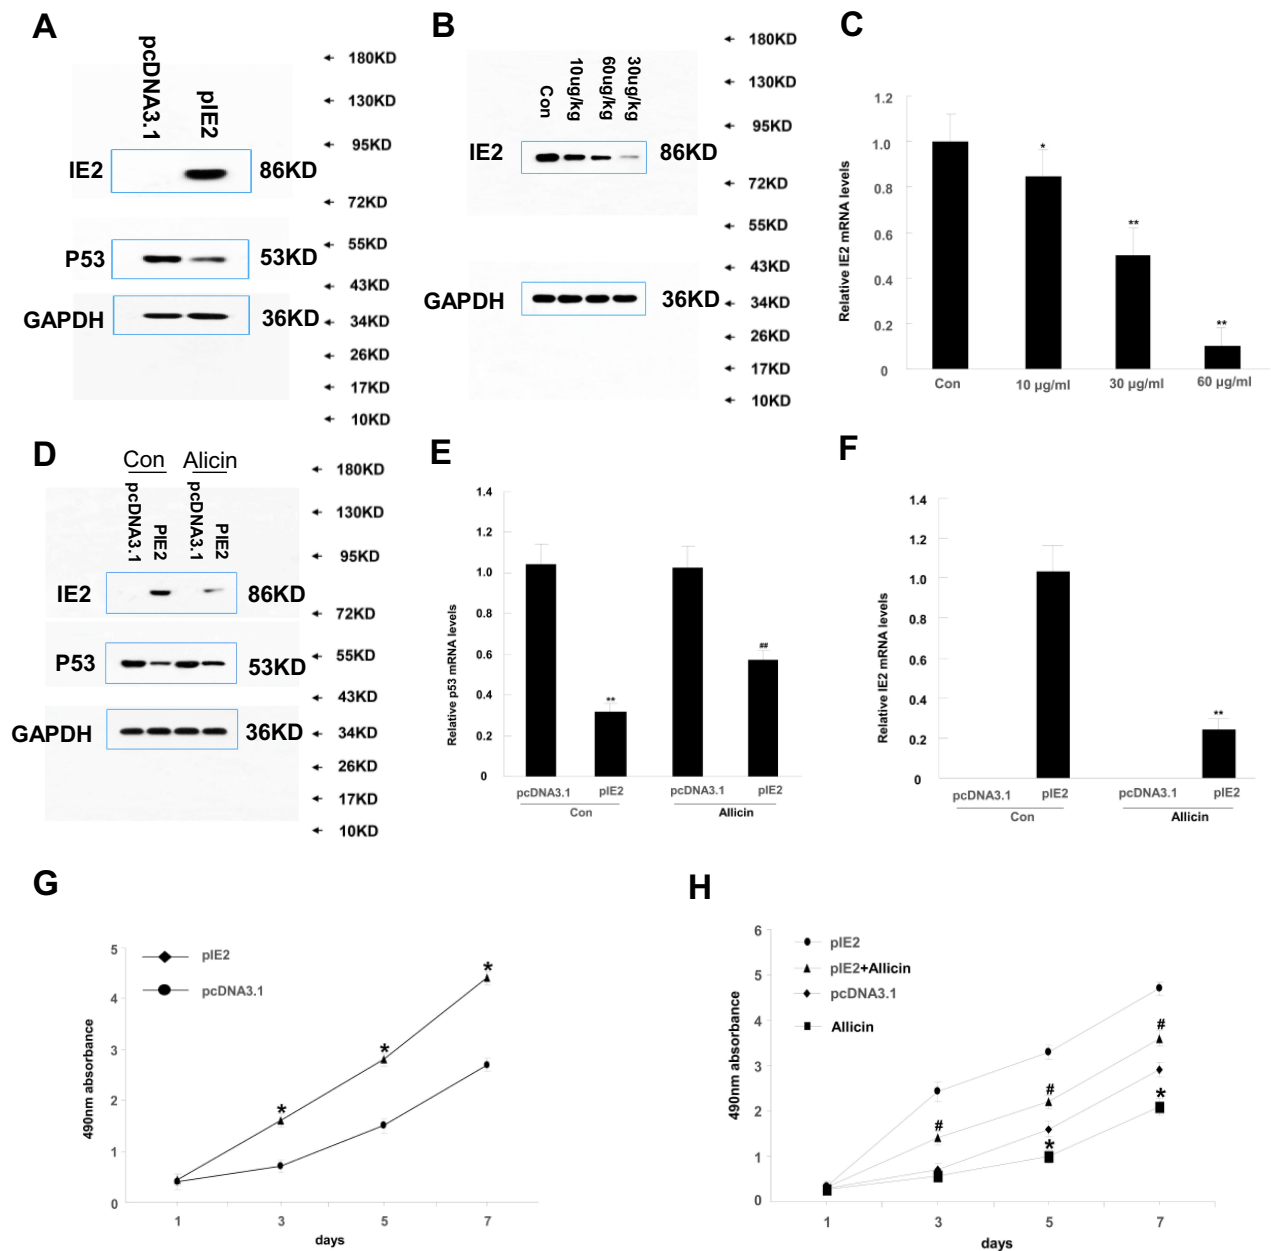 A
pcDNA3.1
pIE2
IE2
86KD
P53
53KD
GAPDH
36KD
180KD
130KD
95KD
72KD
55KD
43KD
34KD
26KD
17KD
10KD
B
Con
10ug/kg
60ug/kg
30ug/kg
IE2
86KD
GAPDH
36KD
180KD
130KD
95KD
72KD
55KD
43KD
34KD
26KD
17KD
10KD
C
Relative IE2 mRNA levels
1.2
1.0
0.8
0.6
0.4
0.2
0
*
**
**
Con
10 μg/ml
30 μg/ml
60 μg/ml
D
Con
Alicin
pcDNA3.1
PIE2
pcDNA3.1
PIE2
IE2
86KD
P53
53KD
GAPDH
36KD
180KD
130KD
95KD
72KD
55KD
43KD
34KD
26KD
17KD
10KD
E
Relative p53 mRNA levels
1.4
1.2
1.0
0.8
0.6
0.4
0.2
0
**
##
pcDNA3.1
pIE2
pcDNA3.1
pIE2
Con
Allicin
F
Relative IE2 mRNA levels
1.4
1.2
1.0
0.8
0.6
0.4
0.2
0
**
pcDNA3.1
pIE2
pcDNA3.1
pIE2
Con
Allicin
G
490nm absorbance
5
4
3
2
1
0
pIE2
pcDNA3.1
*
*
*
1
3
5
7
days
H
490nm absorbance
6
5
4
3
2
1
0
pIE2
pIE2+Allicin
pcDNA3.1
Allicin
#
#
#
*
*
1
3
5
7
days